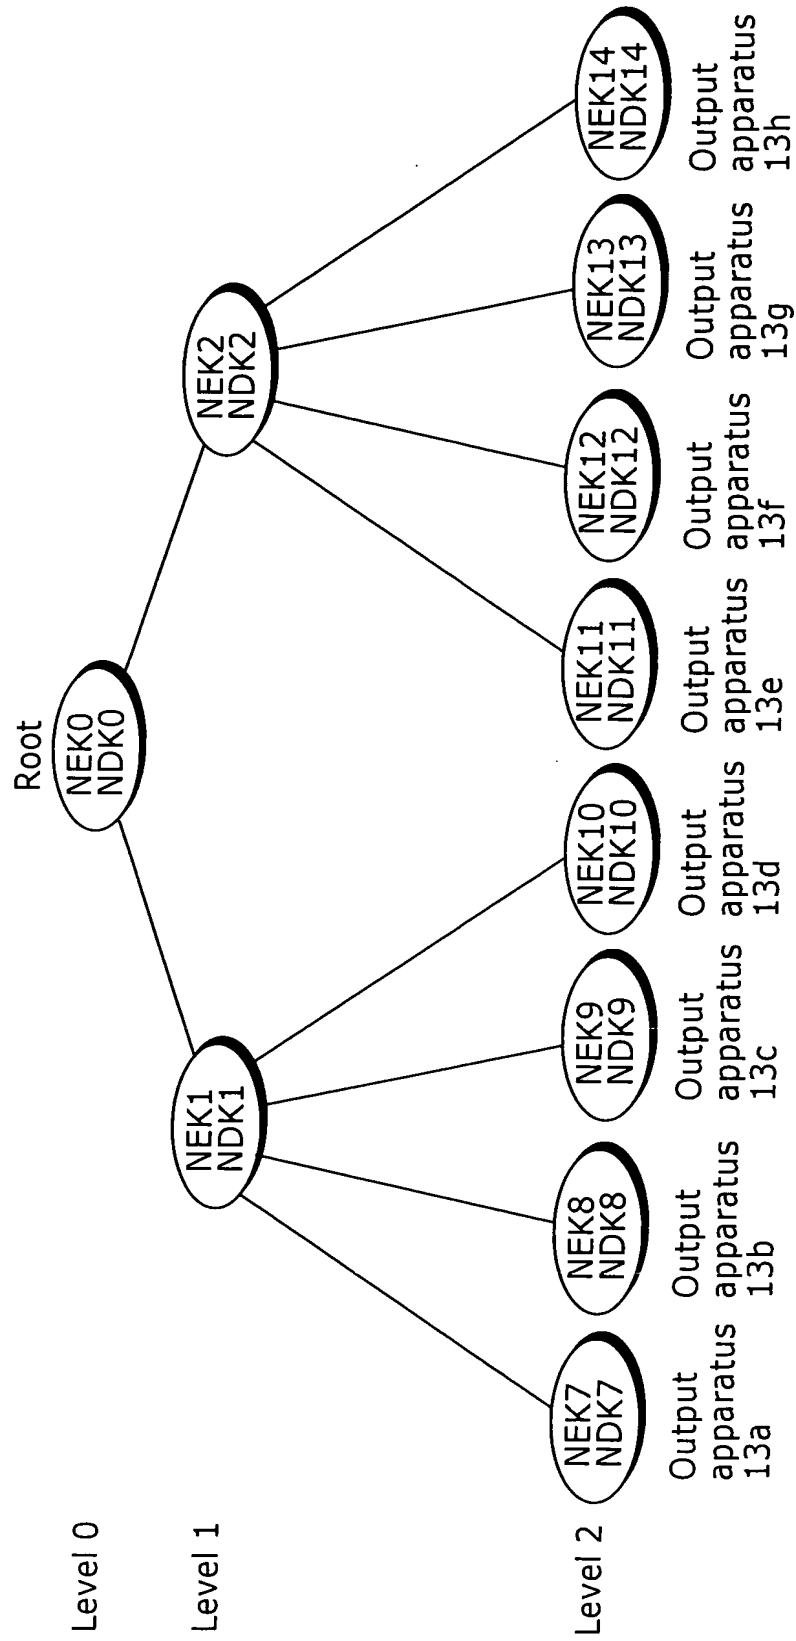 Root
Level 0
NEK0
NDK0
Level 1
NEK1
NDK1
NEK2
NDK2
Level 2
NEK7
NDK7
NEK8
NDK8
NEK9
NDK9
NEK10
NDK10
NEK11
NDK11
NEK12
NDK12
NEK13
NDK13
NEK14
NDK14
Output
apparatus
13a
Output
apparatus
13b
Output
apparatus
13c
Output
apparatus
13d
Output
apparatus
13e
Output
apparatus
13f
Output
apparatus
13g
Output
apparatus
13h